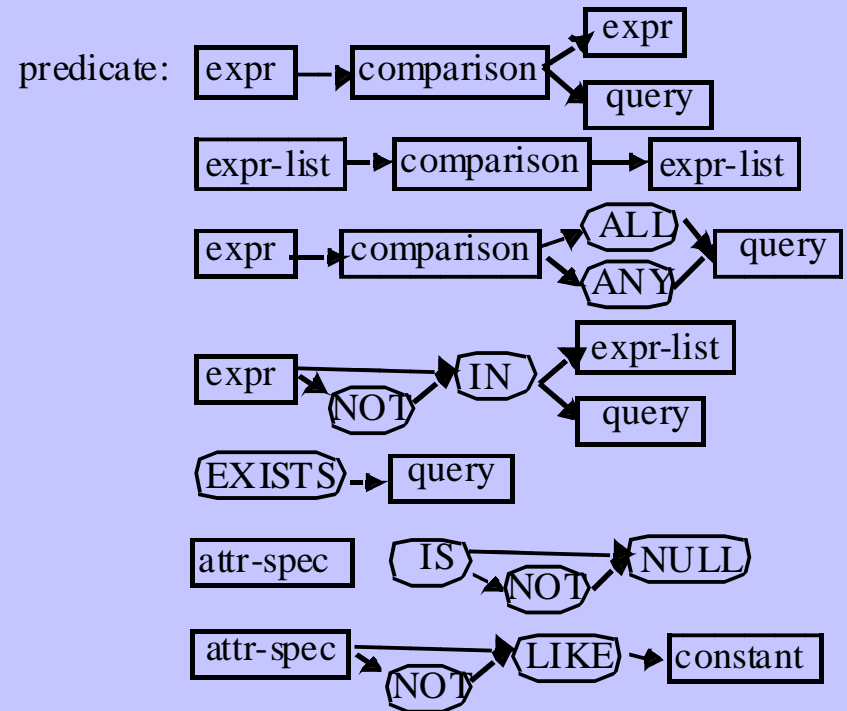 predicate: expr comparison expr
query
expr-list comparison expr-list
expr comparison ALL query
ANY
expr NOT IN expr-list
query
EXISTS query
attr-spec IS NOT NULL
attr-spec NOT LIKE constant